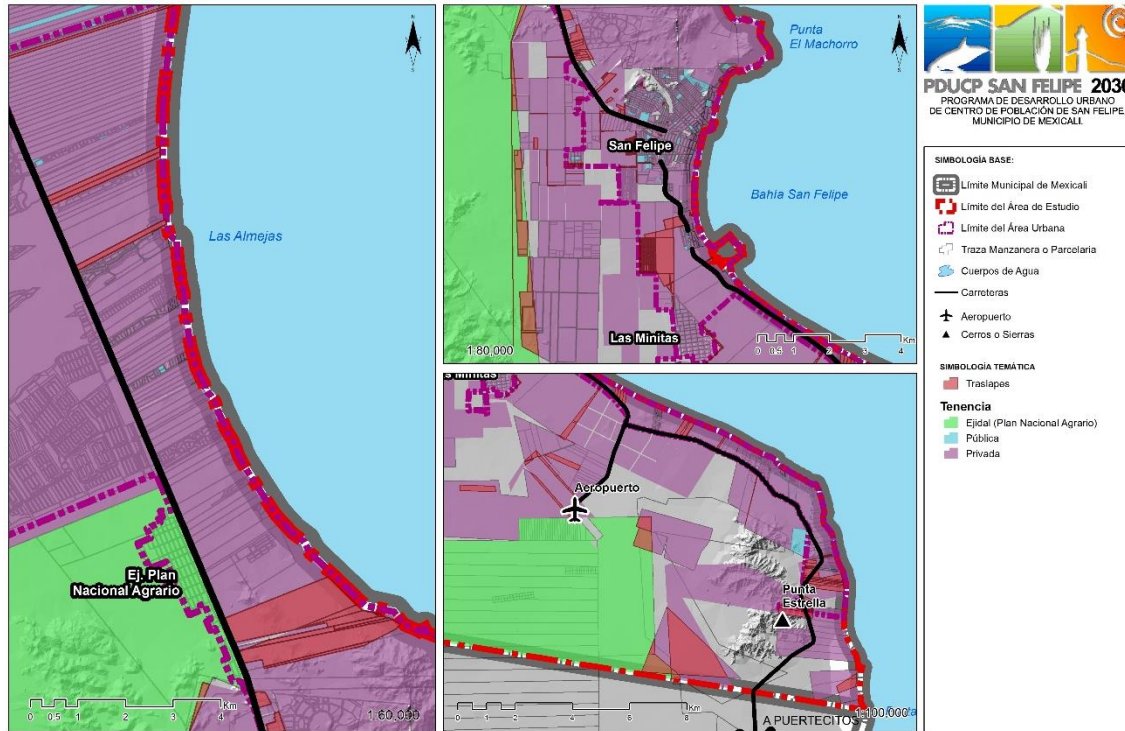 Las Almejas
Ej. Plan
Nacional Agrario
Km
0 0.5 1 2 3 4
1:60,000
Punta
El Machorro
San Felipe
Bahía San Felipe
Las Minitas
1:80,000
Km
0 0.5 1 2 3 4
Aeropuerto
Punta
Estrella
Km
0 0.5 1 2 4 6 8
A PUERTECITOS
1:100,000
PDUCP SAN FELIPE 2030
PROGRAMA DE DESARROLLO URBANO
DE CENTRO DE POBLACIÓN DE SAN FELIPE,
MUNICIPIO DE MEXICALI.
SIMBOLOGÍA BASE:
Límite Municipal de Mexicali
Límite del Área de Estudio
Límite del Área Urbana
Traza Manzanera o Parcelaria
Cuerpos de Agua
Carreteras
Aeropuerto
Cerros o Sierras
SIMBOLOGÍA TEMÁTICA
Traslapes
Tenencia
Ejidal (Plan Nacional Agrario)
Pública
Privada